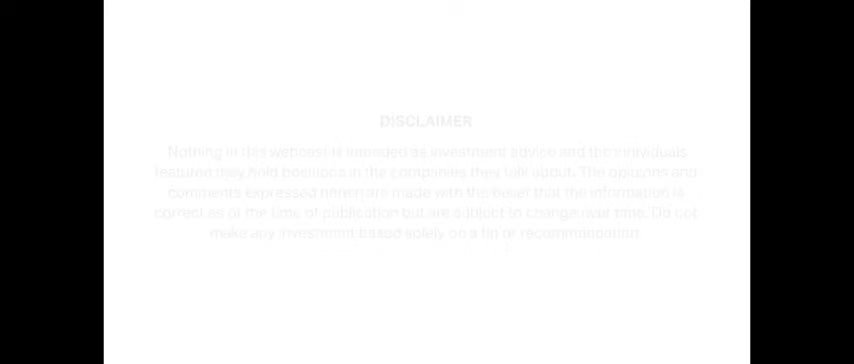 DISCLAIMER
Nothing in this webcast is intended as investment advice and the individuals
featured may hold positions in the companies they talk about. The opinions and
comments expressed herein are made with the belief that the information is
correct as of the time of publication but are subject to change over time. Do not
make any investment based solely on a tip or recommendation.